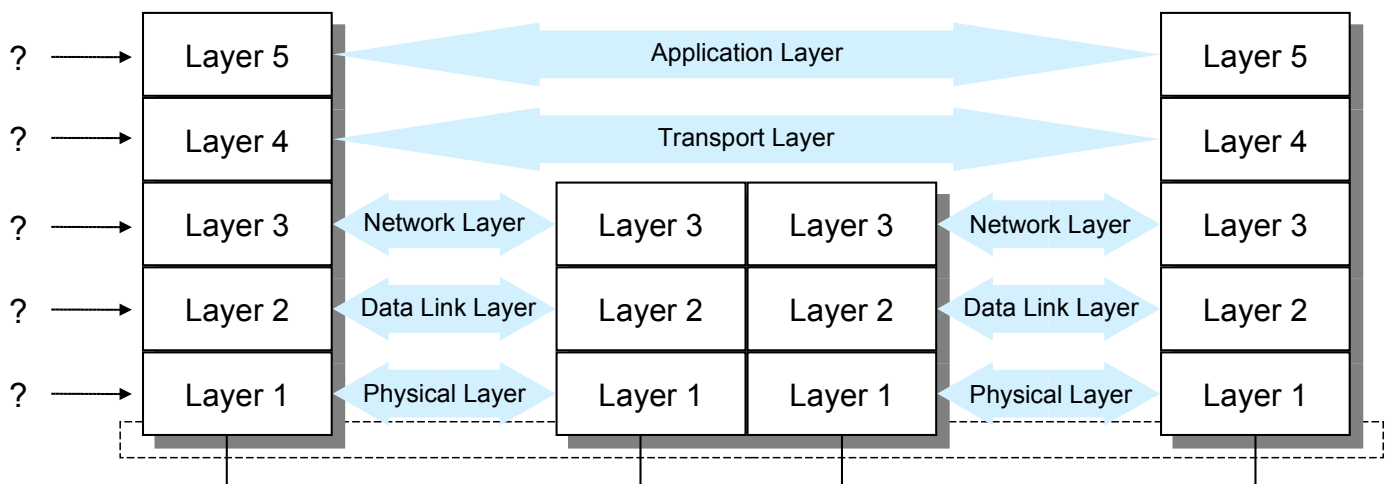 ? Layer 5 Application Layer Layer 5
? Layer 4 Transport Layer Layer 4
? Layer 3 Network Layer Layer 3 Layer 3 Network Layer Layer 3
? Layer 2 Data Link Layer Layer 2 Layer 2 Data Link Layer Layer 2
? Layer 1 Physical Layer Layer 1 Layer 1 Physical Layer Layer 1